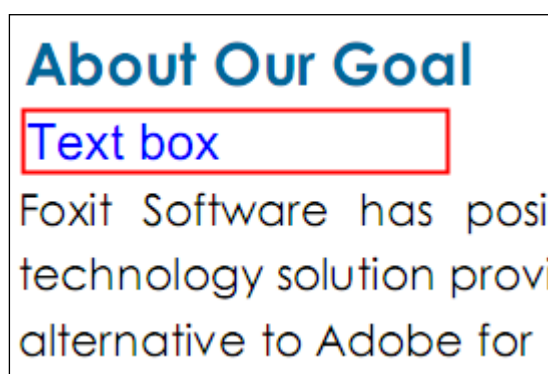 About Our Goal
Text box
Foxit Software has posi
technology solution provi
alternative to Adobe for